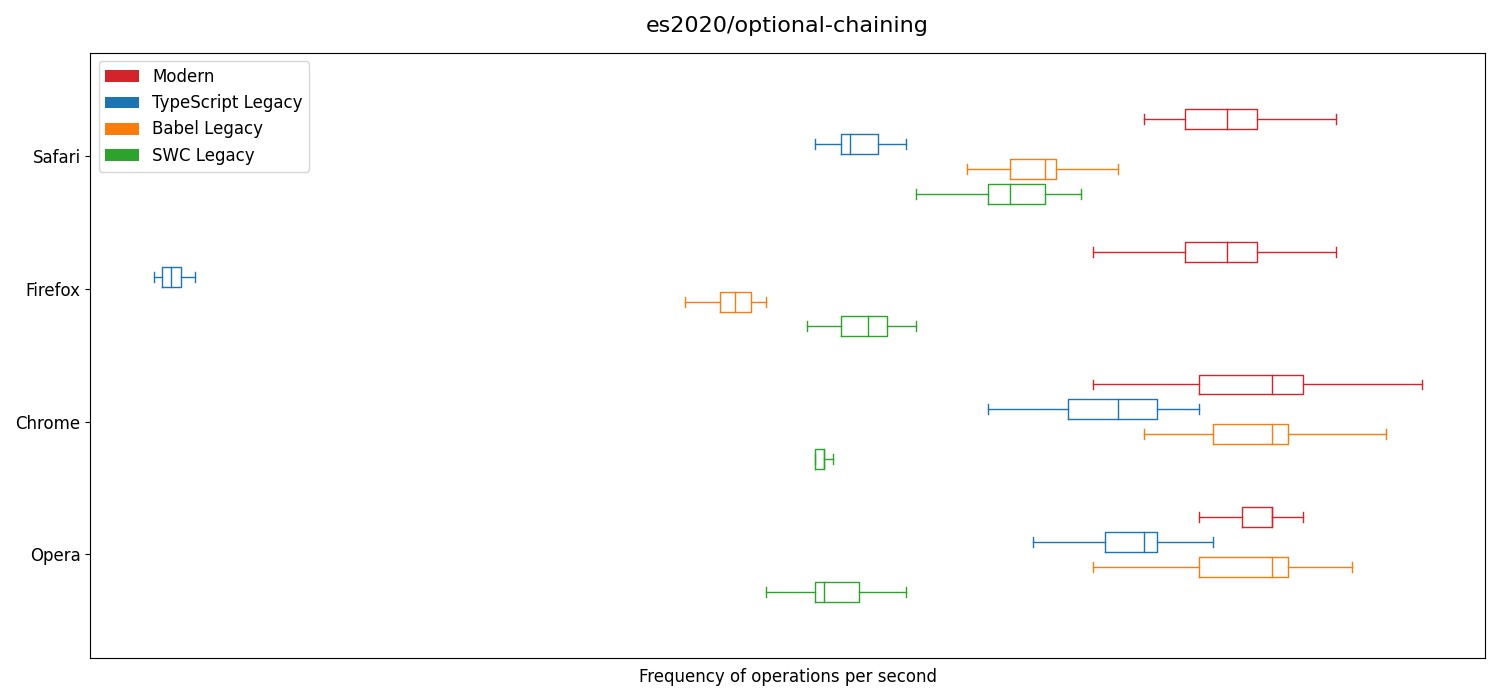 es2020/optional-chaining
Modern
TypeScript Legacy
Babel Legacy
SWC Legacy
Safari
Firefox
Chrome
Opera
Frequency of operations per second